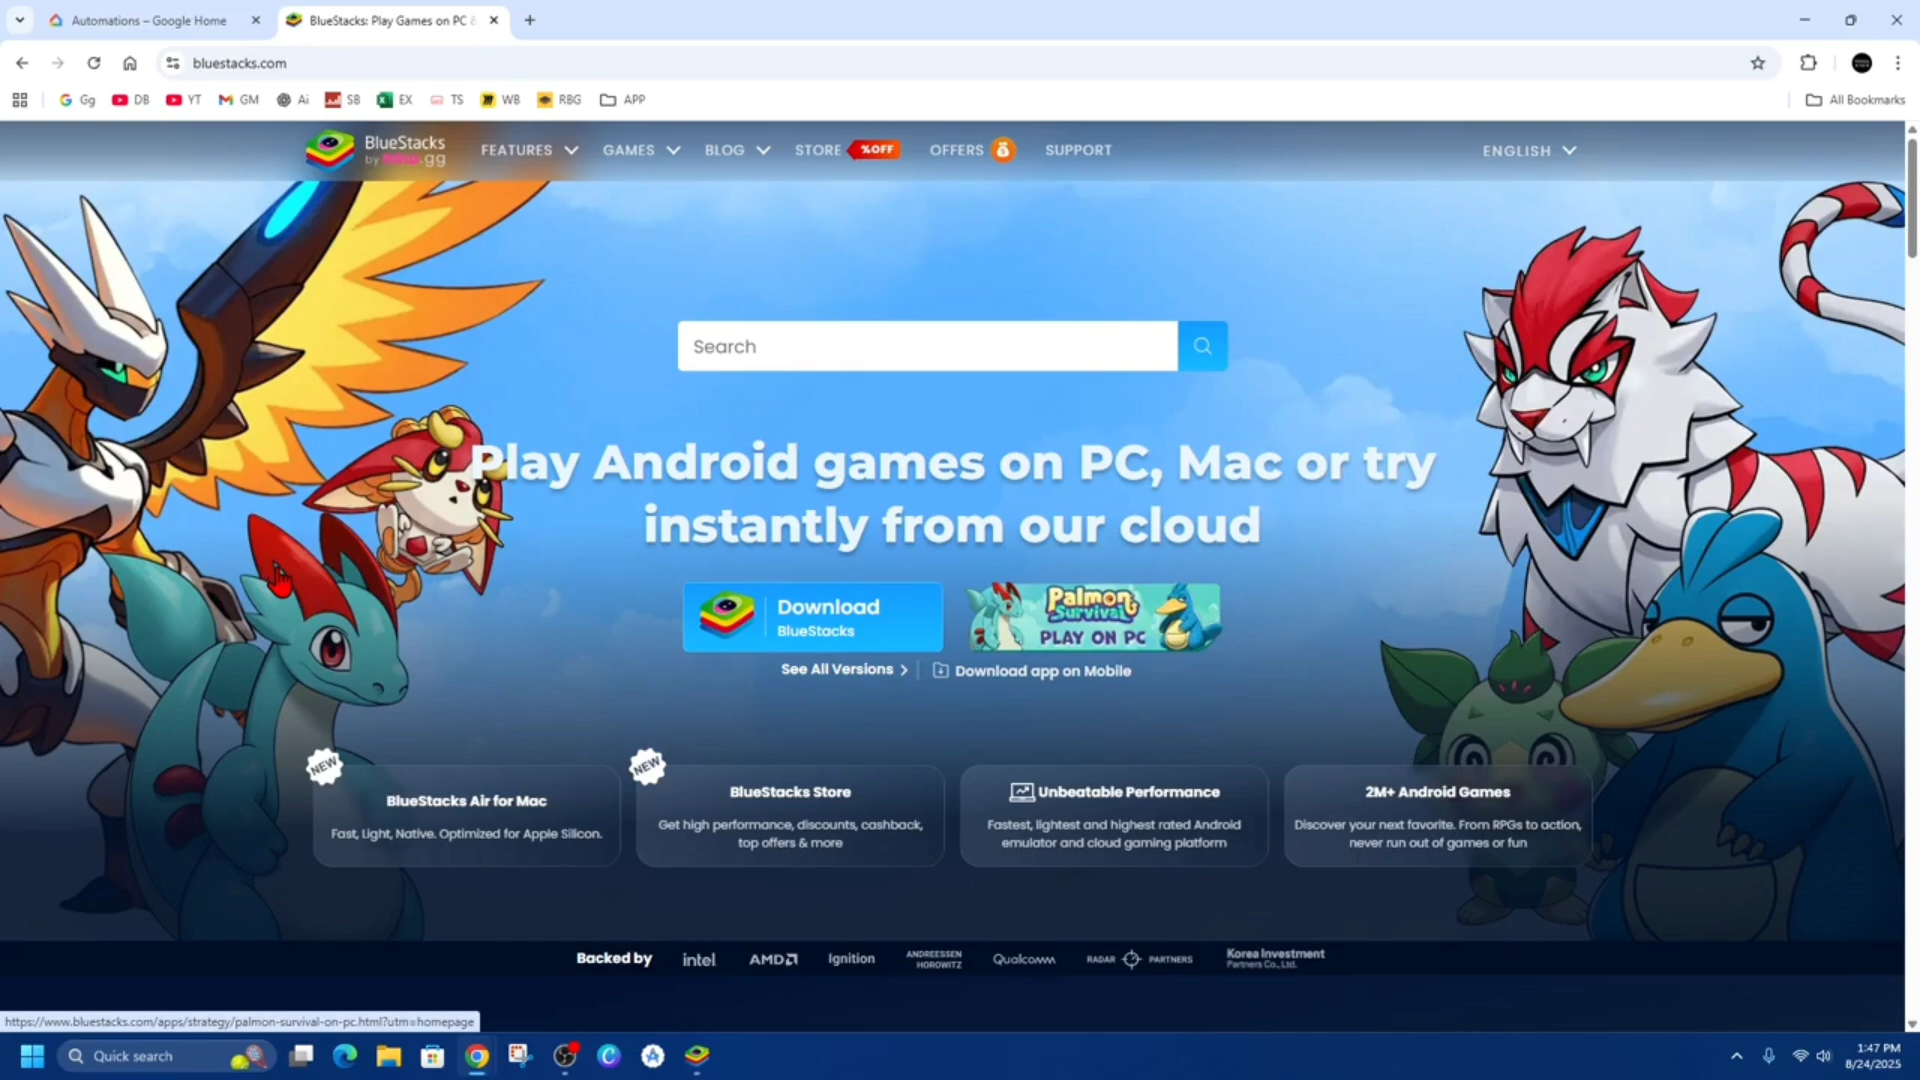 Automations – Google Home
BlueStacks: Play Games on PC &
bluestacks.com
Gg
DB
YT
GM
Ai
SB
EX
TS
WB
RBG
APP
All Bookmarks
BlueStacks
by now.gg
FEATURES
GAMES
BLOG
STORE
%OFF
OFFERS
SUPPORT
ENGLISH
Search
Play Android games on PC, Mac or try
instantly from our cloud
Download
BlueStacks
Palmon
Survival
PLAY ON PC
See All Versions
Download app on Mobile
NEW
BlueStacks Air for Mac
Fast, Light, Native. Optimized for Apple Silicon.
NEW
BlueStacks Store
Get high performance, discounts, cashback,
top offers & more
Unbeatable Performance
Fastest, lightest and highest rated Android
emulator and cloud gaming platform
2M+ Android Games
Discover your next favorite. From RPGs to action,
never run out of games or fun
Backed by
intel
AMD
Ignition
ANDREESSEN
HOROWITZ
Qualcomm
RADAR PARTNERS
Korea Investment
Partners Co., Ltd.
https://www.bluestacks.com/apps/strategy/palmon-survival-on-pc.html?utm=homepage
Quick search
1:47 PM
8/24/2025